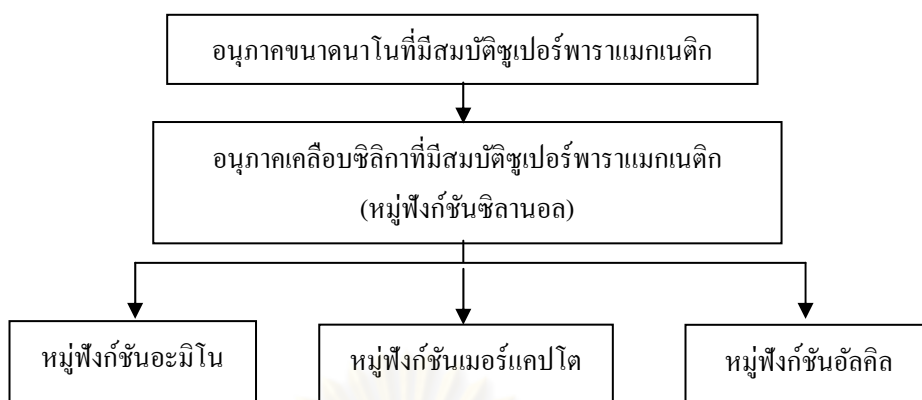 อนุภาคขนาดนาโนที่มีสมบัติซูเปอร์พาราแมกเนติก
อนุภาคเคลือบซิลิกาที่มีสมบัติซูเปอร์พาราแมกเนติก
(หมู่ฟังก์ชันซิลานอล)
หมู่ฟังก์ชันอะมิโน
หมู่ฟังก์ชันเมอร์แคปโต
หมู่ฟังก์ชันอัลคิล